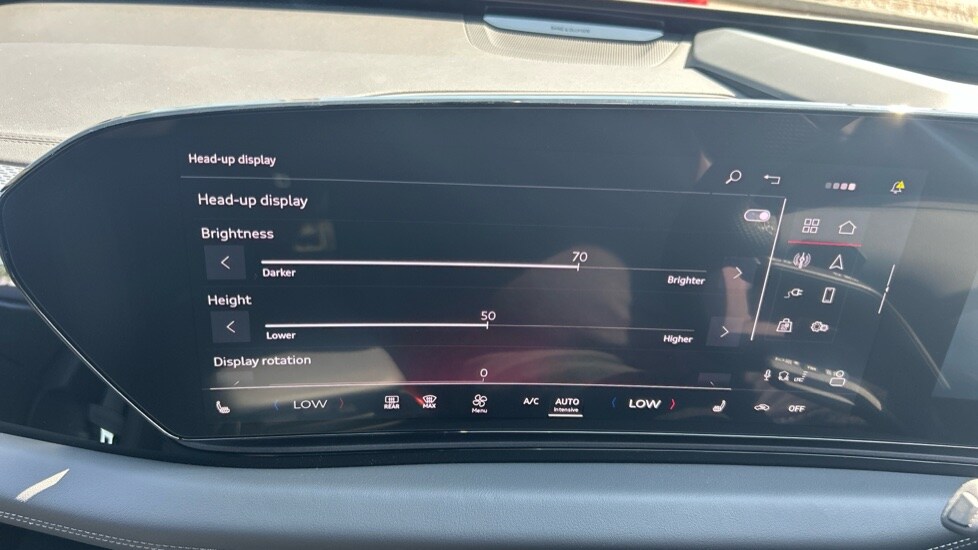 Head-up display
Head-up display
Brightness
70
Darker
Brighter
Height
50
Lower
Higher
Display rotation
0
LOW
REAR
MAX
Menu
A/C
AUTO
Intensive
LOW
OFF